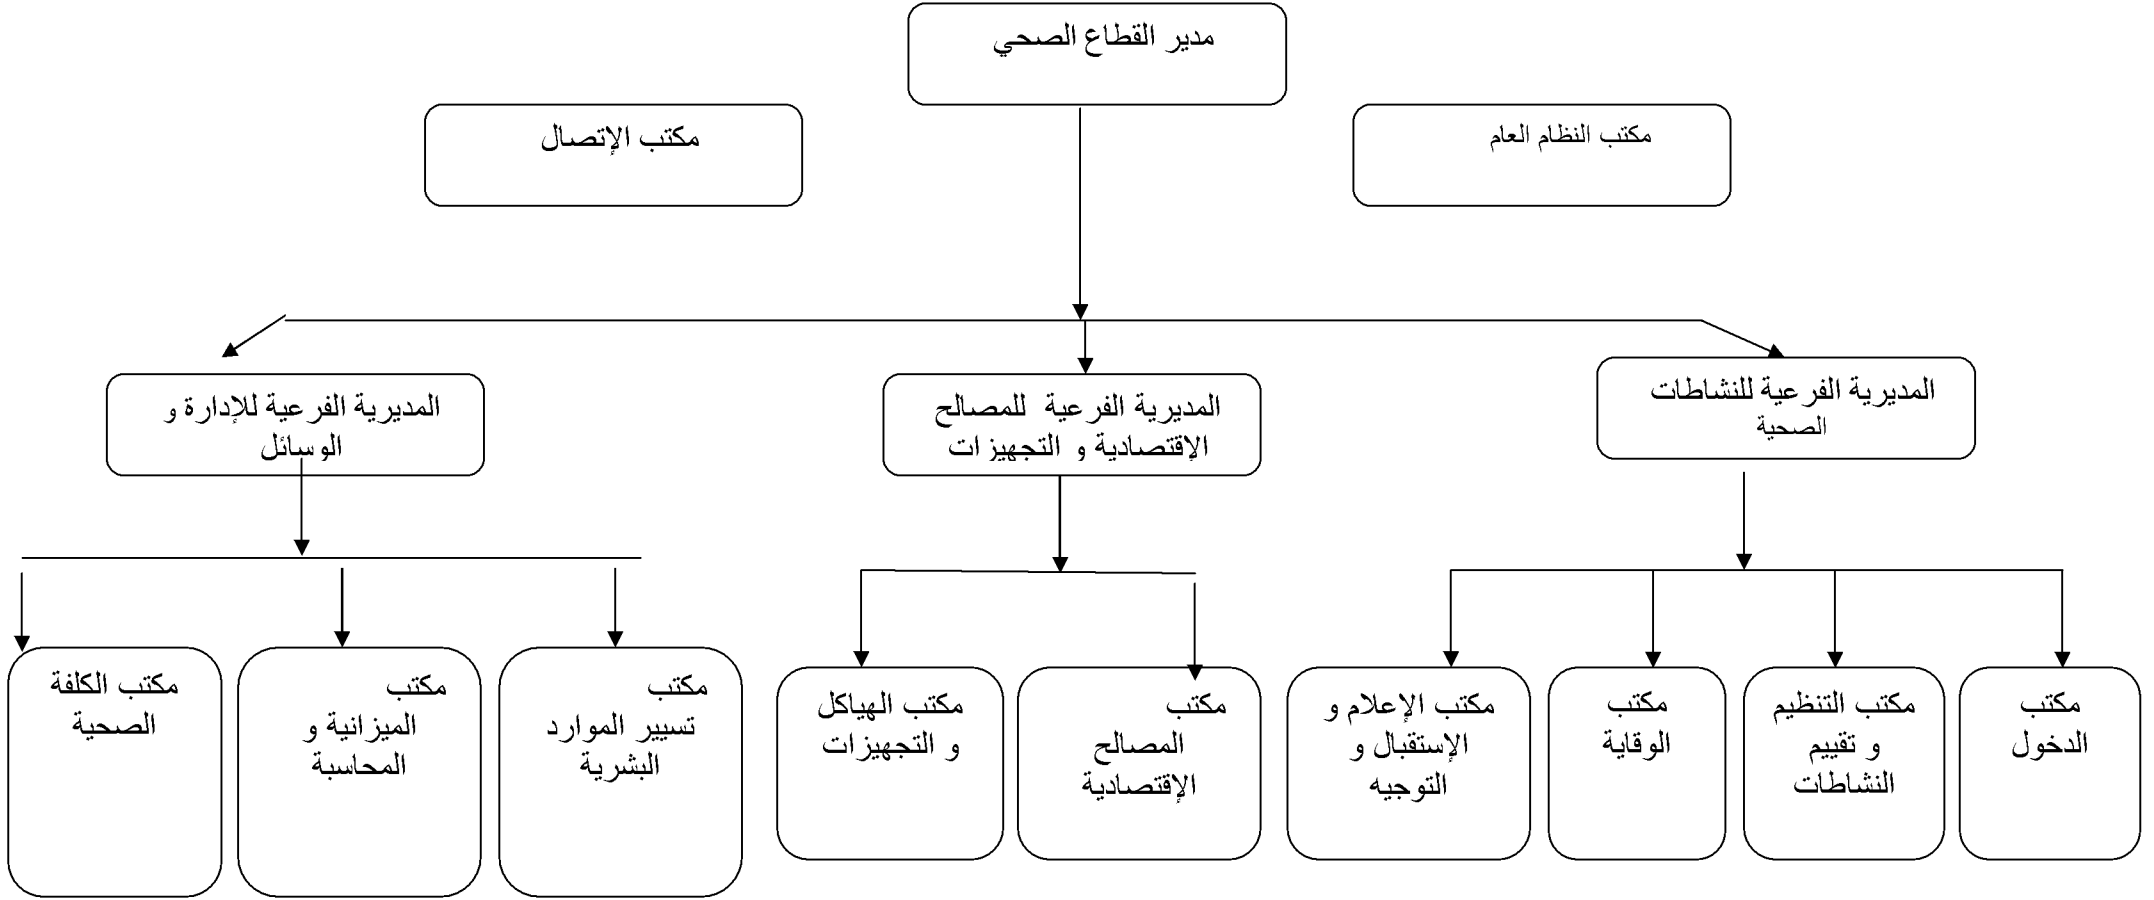 مدير القطاع الصحي
مكتب النظام العام
مكتب الإتصال
المديرية الفرعية للنشاطات
الصحية
المديرية الفرعية للمصالح
الإقتصادية و التجهيزات
المديرية الفرعية للإدارة و
الوسائل
مكتب
الدخول
مكتب التنظيم
و تقييم
النشاطات
مكتب
الوقاية
مكتب الإعلام و
الإستقبال و
التوجيه
مكتب
المصالح
الإقتصادية
مكتب الهياكل
و التجهيزات
مكتب
تسيير الموارد
البشرية
مكتب
الميزانية و
المحاسبة
مكتب الكلفة
الصحية